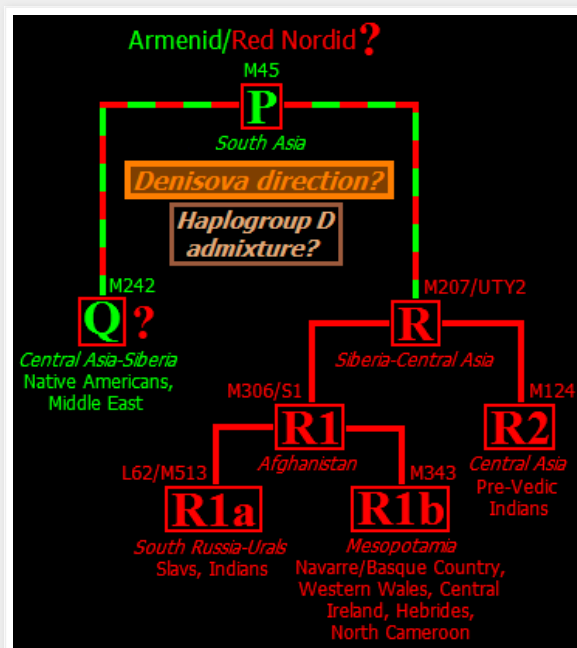 Armenid/Red Nordid?
M45
P
South Asia
Denisova direction?
Haplogroup D
admixture?
M242
Q?
Central Asia-Siberia
Native Americans,
Middle East
M207/UTY2
R
Siberia-Central Asia
M306/S1
R1
Afghanistan
M124
R2
Central Asia
Pre-Vedic
Indians
L62/M513
R1a
South Russia-Urals
Slavs, Indians
M343
R1b
Mesopotamia
Navarre/Basque Country,
Western Wales, Central
Ireland, Hebrides,
North Cameroon